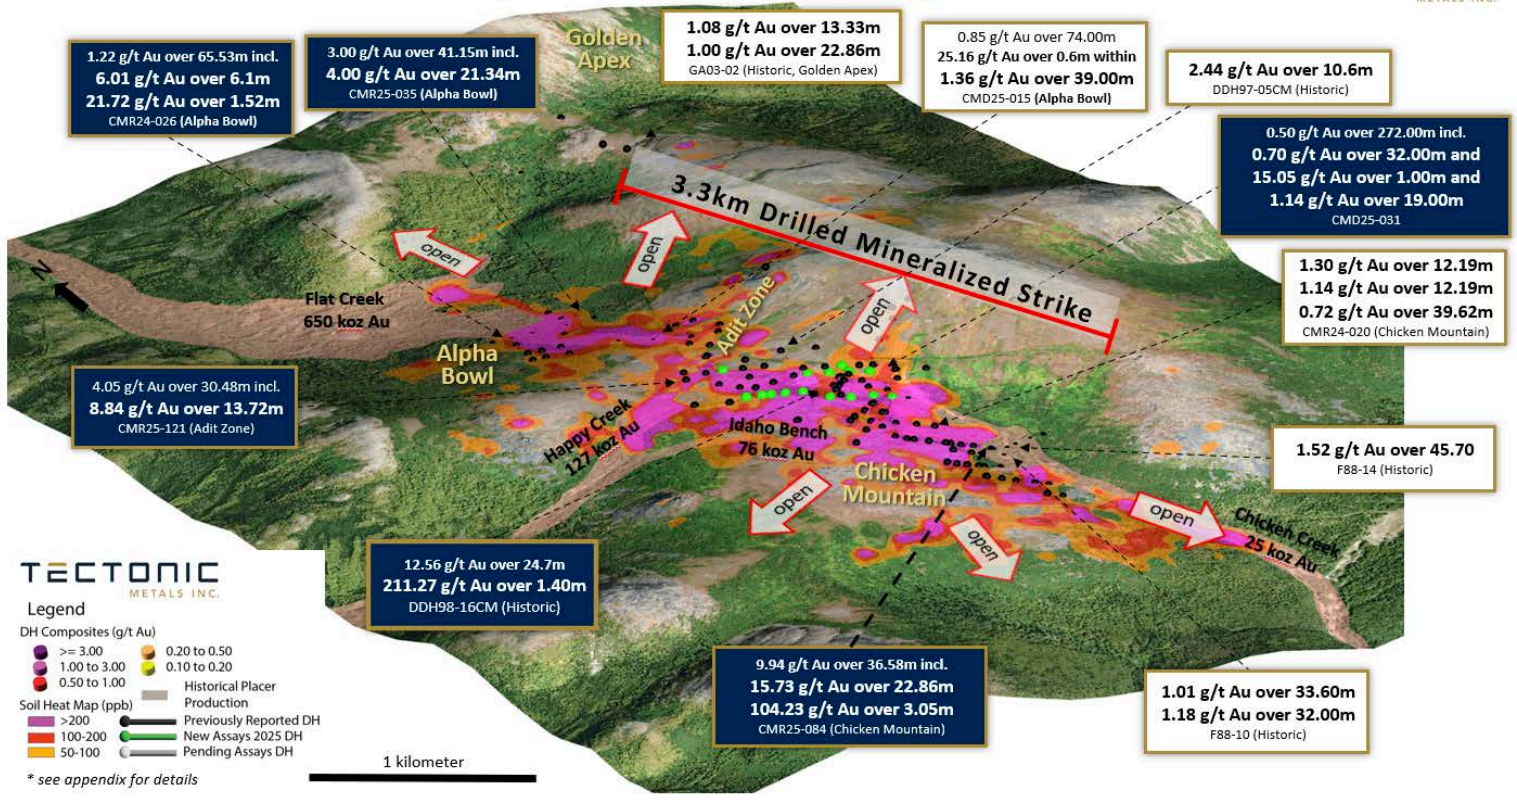 METALS INC.
1.22 g/t Au over 65.53m incl.
6.01 g/t Au over 6.1m
21.72 g/t Au over 1.52m
CMR24-026 (Alpha Bowl)
3.00 g/t Au over 41.15m incl.
4.00 g/t Au over 21.34m
CMR25-035 (Alpha Bowl)
Golden
Apex
1.08 g/t Au over 13.33m
1.00 g/t Au over 22.86m
GA03-02 (Historic, Golden Apex)
0.85 g/t Au over 74.00m
25.16 g/t Au over 0.6m within
1.36 g/t Au over 39.00m
CMD25-015 (Alpha Bowl)
2.44 g/t Au over 10.6m
DDH97-05CM (Historic)
0.50 g/t Au over 272.00m incl.
0.70 g/t Au over 32.00m and
15.05 g/t Au over 1.00m and
1.14 g/t Au over 19.00m
CMD25-031
3.3km Drilled Mineralized Strike
open
open
open
N
Flat Creek
650 koz Au
Adit Zone
Alpha
Bowl
1.30 g/t Au over 12.19m
1.14 g/t Au over 12.19m
0.72 g/t Au over 39.62m
CMR24-020 (Chicken Mountain)
4.05 g/t Au over 30.48m incl.
8.84 g/t Au over 13.72m
CMR25-121 (Adit Zone)
Happy Creek
127 koz Au
Idaho Bench
76 koz Au
Chicken
Mountain
1.52 g/t Au over 45.70
F88-14 (Historic)
open
open
open
Chicken Creek
25 koz Au
12.56 g/t Au over 24.7m
211.27 g/t Au over 1.40m
DDH98-16CM (Historic)
9.94 g/t Au over 36.58m incl.
15.73 g/t Au over 22.86m
104.23 g/t Au over 3.05m
CMR25-084 (Chicken Mountain)
1.01 g/t Au over 33.60m
1.18 g/t Au over 32.00m
F88-10 (Historic)
TECTONIC
METALS INC.
Legend
DH Composites (g/t Au)
>= 3.00
1.00 to 3.00
0.50 to 1.00
0.20 to 0.50
0.10 to 0.20
Historical Placer
Production
Soil Heat Map (ppb)
>200
100-200
50-100
Previously Reported DH
New Assays 2025 DH
Pending Assays DH
* see appendix for details
1 kilometer